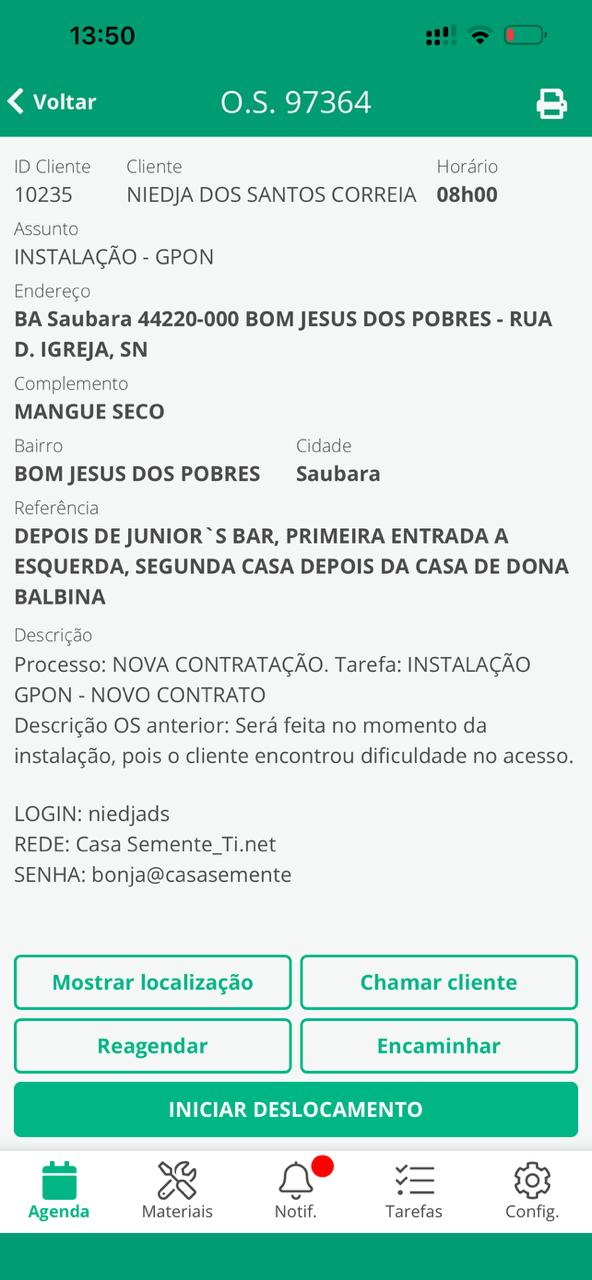 13:50
Voltar
O.S. 97364
ID Cliente Cliente Horário
10235 NIEDJA DOS SANTOS CORREIA 08h00
Assunto
INSTALAÇÃO - GPON
Endereço
BA Saubara 44220-000 BOM JESUS DOS POBRES - RUA
D. IGREJA, SN
Complemento
MANGUE SECO
Bairro Cidade
BOM JESUS DOS POBRES Saubara
Referência
DEPOIS DE JUNIOR`S BAR, PRIMEIRA ENTRADA A
ESQUERDA, SEGUNDA CASA DEPOIS DA CASA DE DONA
BALBINA
Descrição
Processo: NOVA CONTRATAÇÃO. Tarefa: INSTALAÇÃO
GPON - NOVO CONTRATO
Descrição OS anterior: Será feita no momento da
instalação, pois o cliente encontrou dificuldade no acesso.
LOGIN: niedjads
REDE: Casa Semente_Ti.net
SENHA: bonja@casasemente
Mostrar localização Chamar cliente
Reagendar Encaminhar
INICIAR DESLOCAMENTO
Agenda Materiais Notif. Tarefas Config.